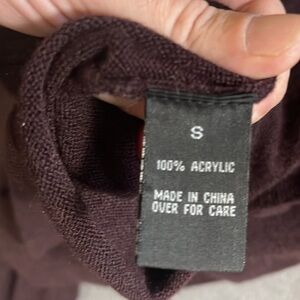 S
100% ACRYLIC
MADE IN CHINA
OVER FOR CARE